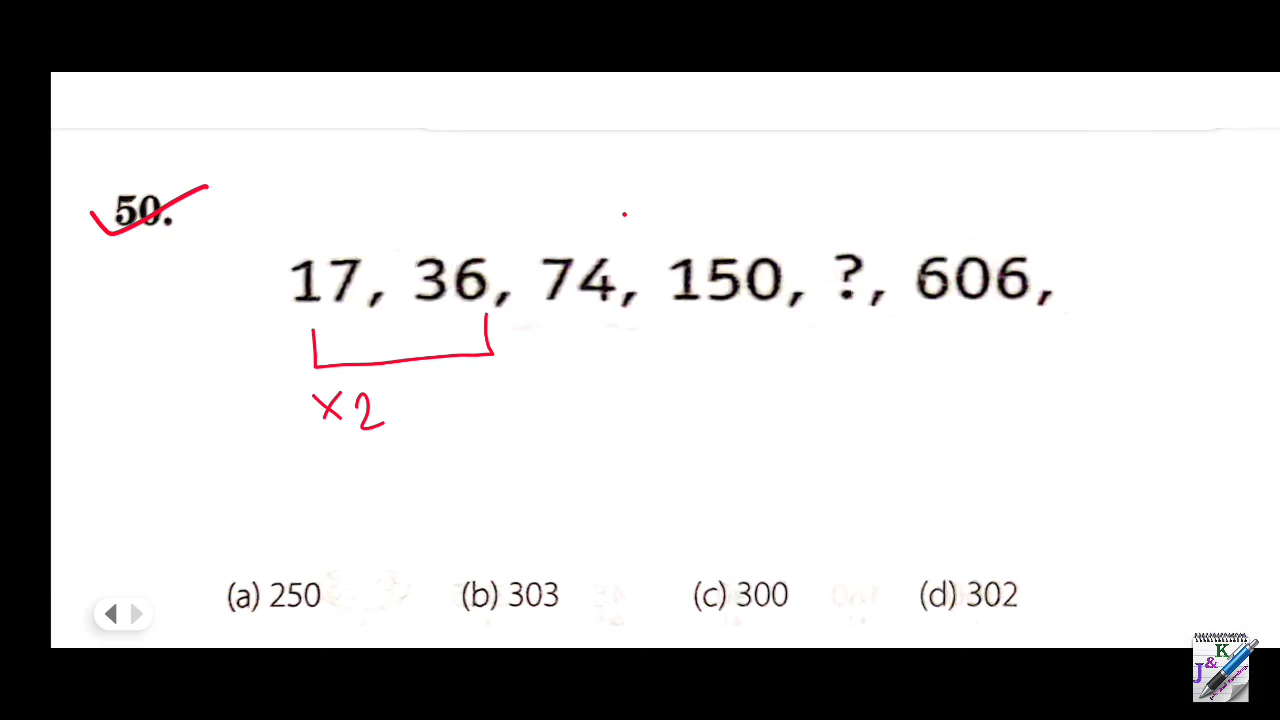 50.
17, 36, 74, 150, ?, 606,
×2
(a) 250 (b) 303 (c) 300 (d) 302
J&K